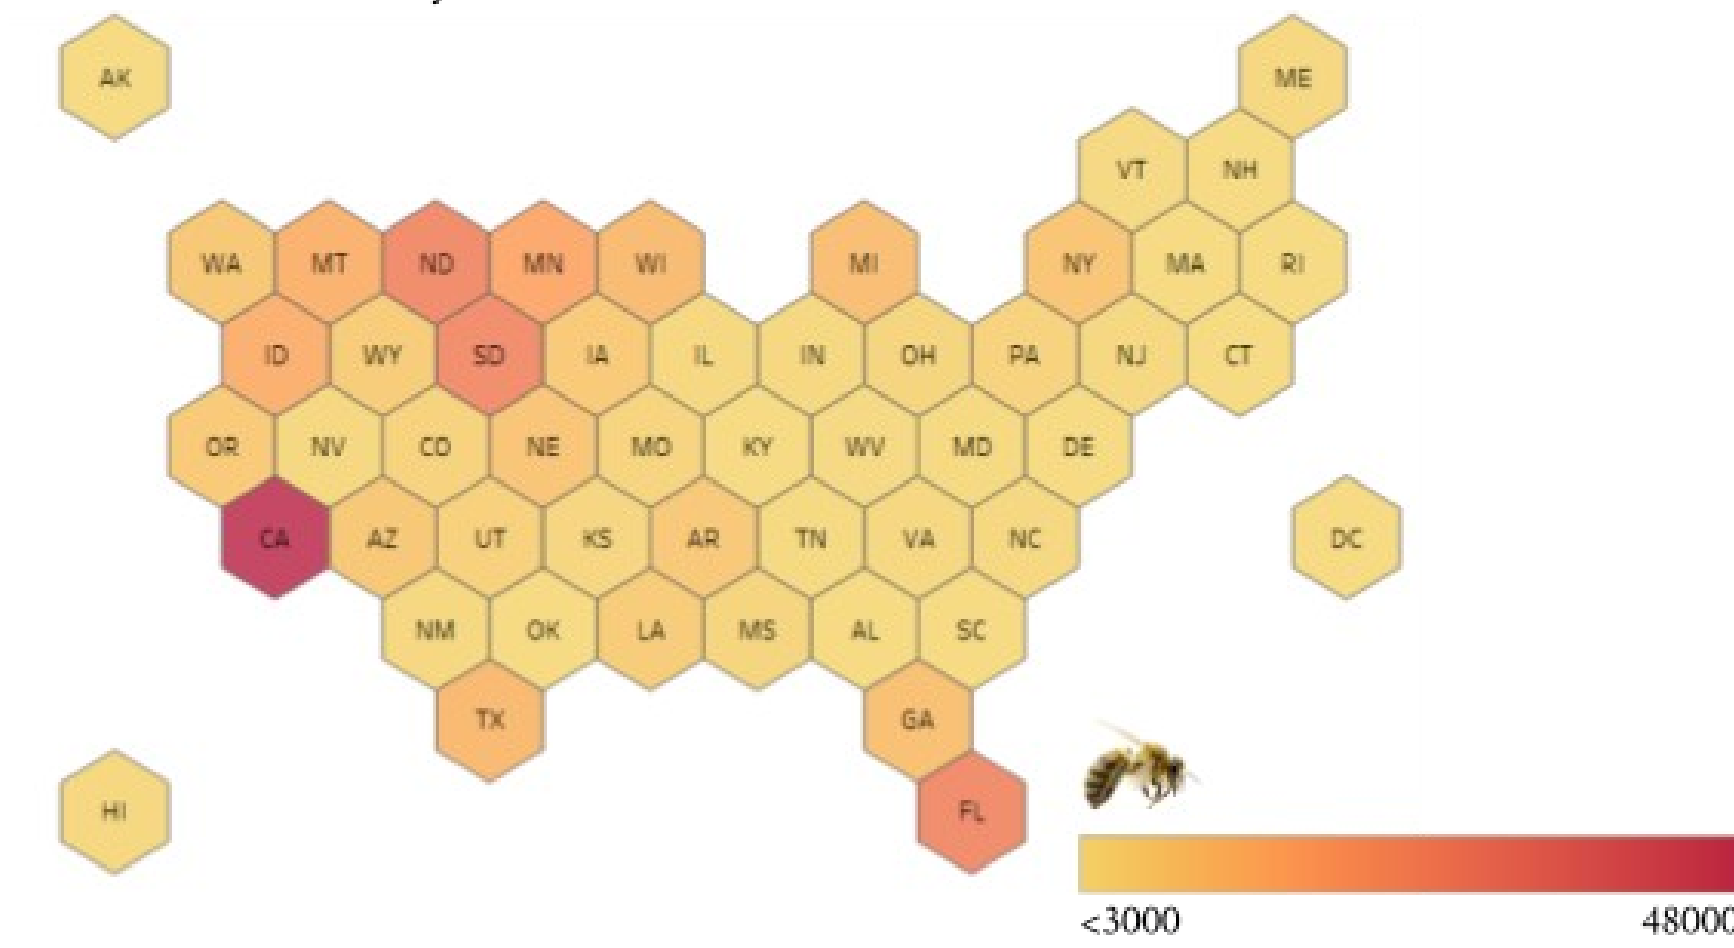 AK
ME
VT NH
WA MT ND MN WI MI NY MA RI
ID WY SD IA IL IN OH PA NJ CT
OR NV CO NE MO KY WV MD DE
CA AZ UT KS AR TN VA NC DC
NM OK LA MS AL SC
TX GA
HI FL
<3000 48000